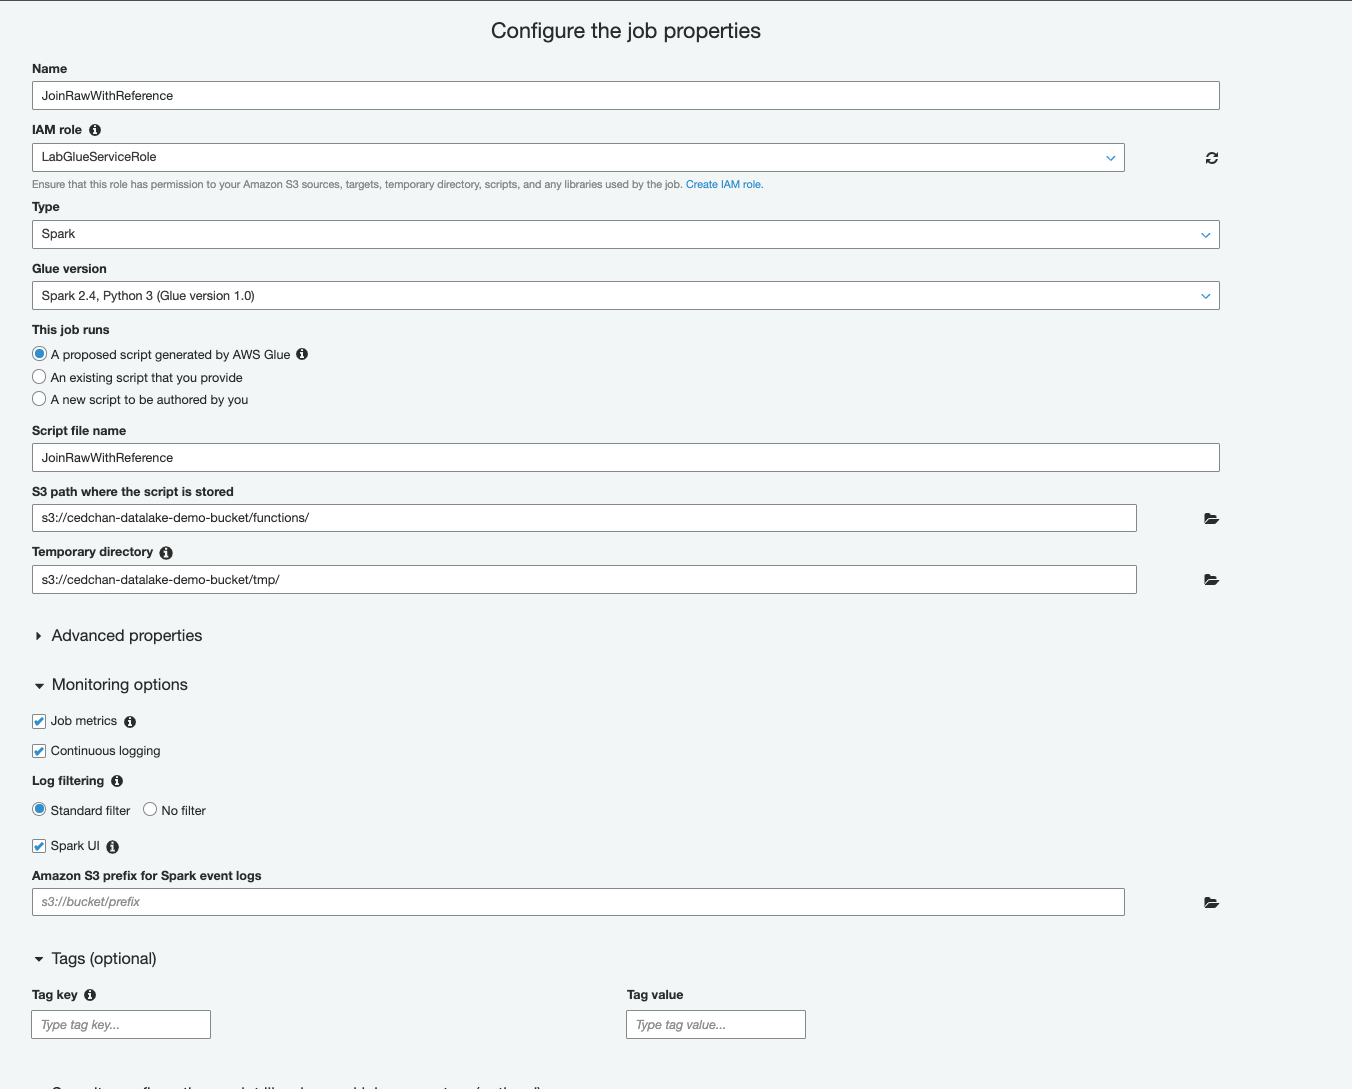 Configure the job properties
Name
JoinRawWithReference
IAM role
LabGlueServiceRole
Ensure that this role has permission to your Amazon S3 sources, targets, temporary directory, scripts, and any libraries used by the job. Create IAM role.
Type
Spark
Glue version
Spark 2.4, Python 3 (Glue version 1.0)
This job runs
A proposed script generated by AWS Glue
An existing script that you provide
A new script to be authored by you
Script file name
JoinRawWithReference
S3 path where the script is stored
s3://cedchan-datalake-demo-bucket/functions/
Temporary directory
s3://cedchan-datalake-demo-bucket/tmp/
Advanced properties
Monitoring options
Job metrics
Continuous logging
Log filtering
Standard filter No filter
Spark UI
Amazon S3 prefix for Spark event logs
s3://bucket/prefix
Tags (optional)
Tag key Tag value
Type tag key... Type tag value...